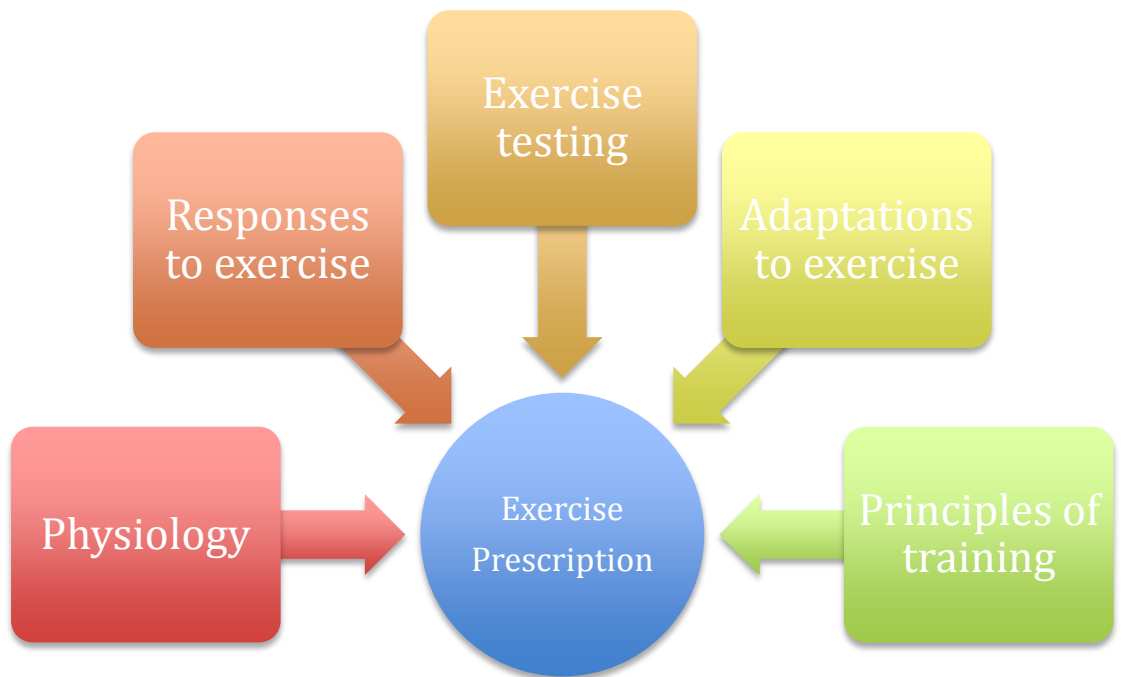 Exercise
testing
Responses
to exercise
Adaptations
to exercise
Physiology
Exercise
Prescription
Principles of
training